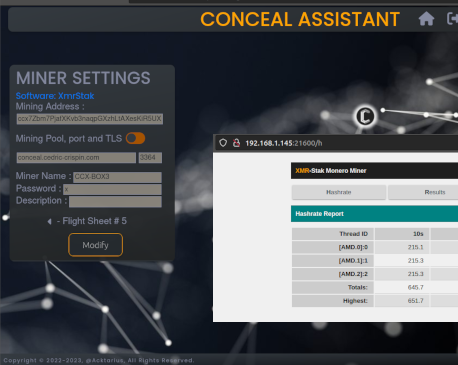 CONCEAL ASSISTANT
MINER SETTINGS
Software: XmrStak
Mining Address :
Mining Pool, port and TLS
conceal.cedric-crispin.com 3364
Miner Name : CCX-BOX3
Password : x
Description :
- Flight Sheet # 5
Modify
192.168.1.145:21600/h
XMR-Stak Monero Miner
Hashrate Results
Hashrate Report
Thread ID 10s
[AMD.0]:0 215.1
[AMD.1]:1 215.3
[AMD.2]:2 215.3
Totals: 645.7
Highest: 651.7
Copyright © 2022-2023, @Acktarius, All Rights Reserved.